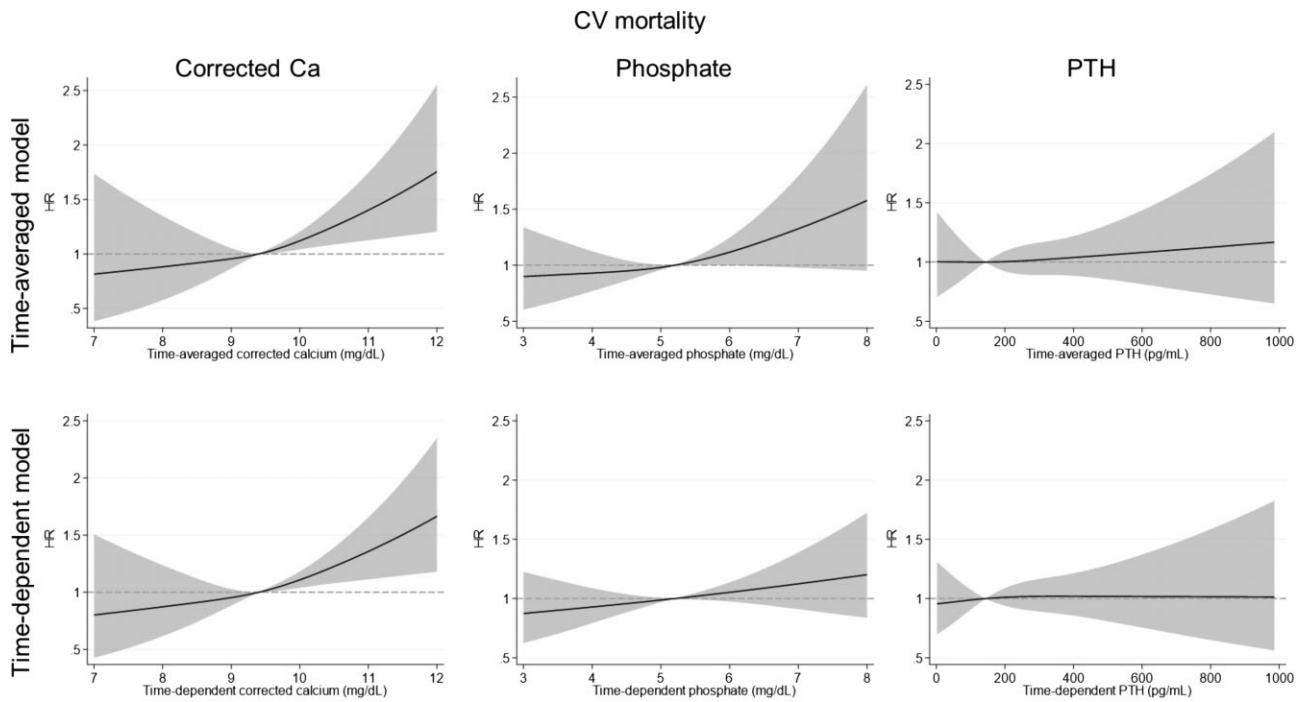 CV mortality
Corrected Ca
Phosphate
PTH
Time-averaged model
HR
2.5
2
1.5
1
.5
7 8 9 10 11 12
Time-averaged corrected calcium (mg/dL)
HR
2.5
2
1.5
1
.5
3 4 5 6 7 8
Time-averaged phosphate (mg/dL)
HR
2.5
2
1.5
1
.5
0 200 400 600 800 1000
Time-averaged PTH (pg/mL)
Time-dependent model
HR
2.5
2
1.5
1
.5
7 8 9 10 11 12
Time-dependent corrected calcium (mg/dL)
HR
2.5
2
1.5
1
.5
3 4 5 6 7 8
Time-dependent phosphate (mg/dL)
HR
2.5
2
1.5
1
.5
0 200 400 600 800 1000
Time-dependent PTH (pg/mL)